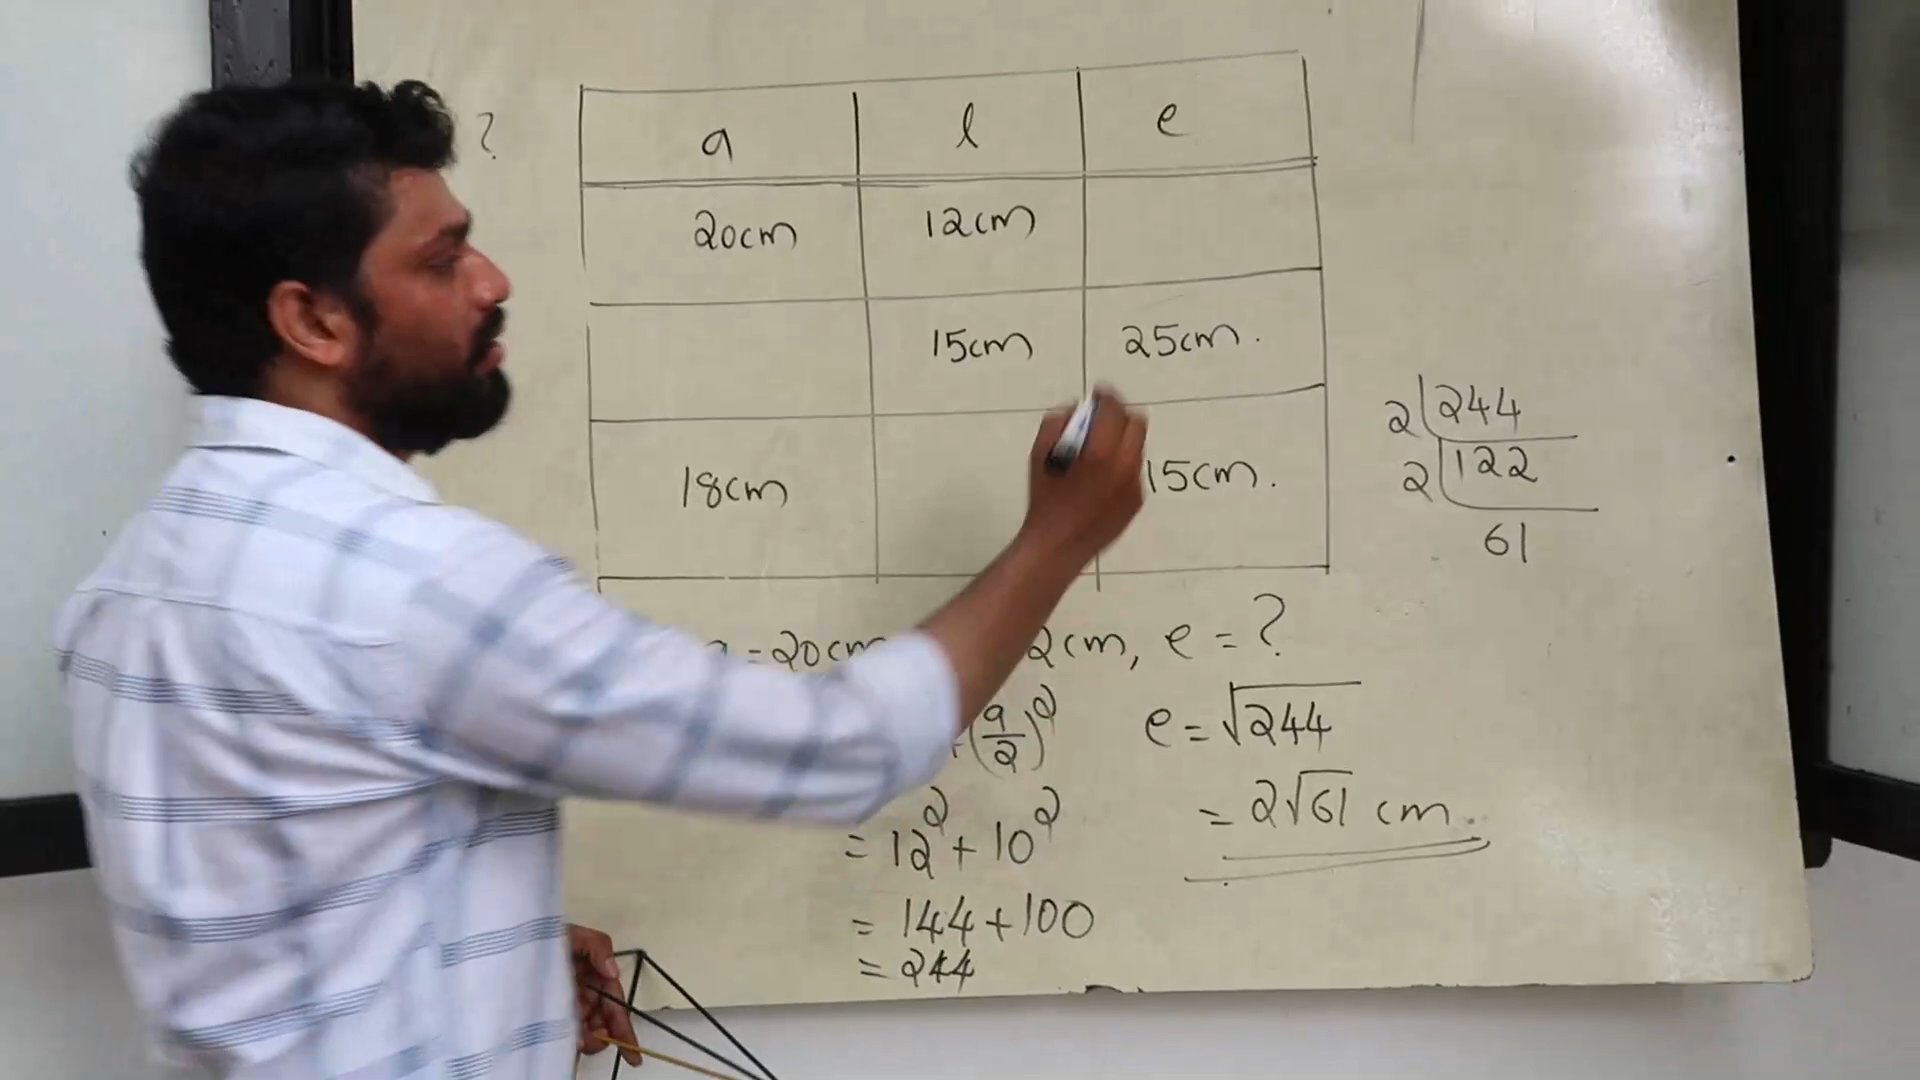 ?
a l e
20cm 12cm
15cm 25cm.
18cm 15cm.
2 244
2 122
61
=20cm 2cm, e = ?
(a/2)² e = √244
= 12² + 10² = 2√61 cm.
= 144 + 100
= 244